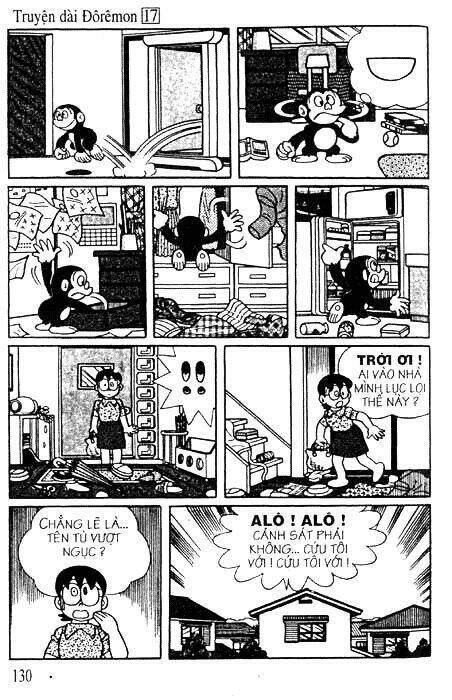 Truyện dài Đôrêmon 17
TRỜI ƠI !
AI VÀO NHÀ
MÌNH LỤC LỌI
THẾ NÀY ?
CHẲNG LẼ LÀ...
TÊN TÙ VƯỢT
NGỤC ?
ALÔ ! ALÔ !
CẢNH SÁT PHẢI
KHÔNG... CỨU TÔI
VỚI ! CỨU TÔI VỚI !
130